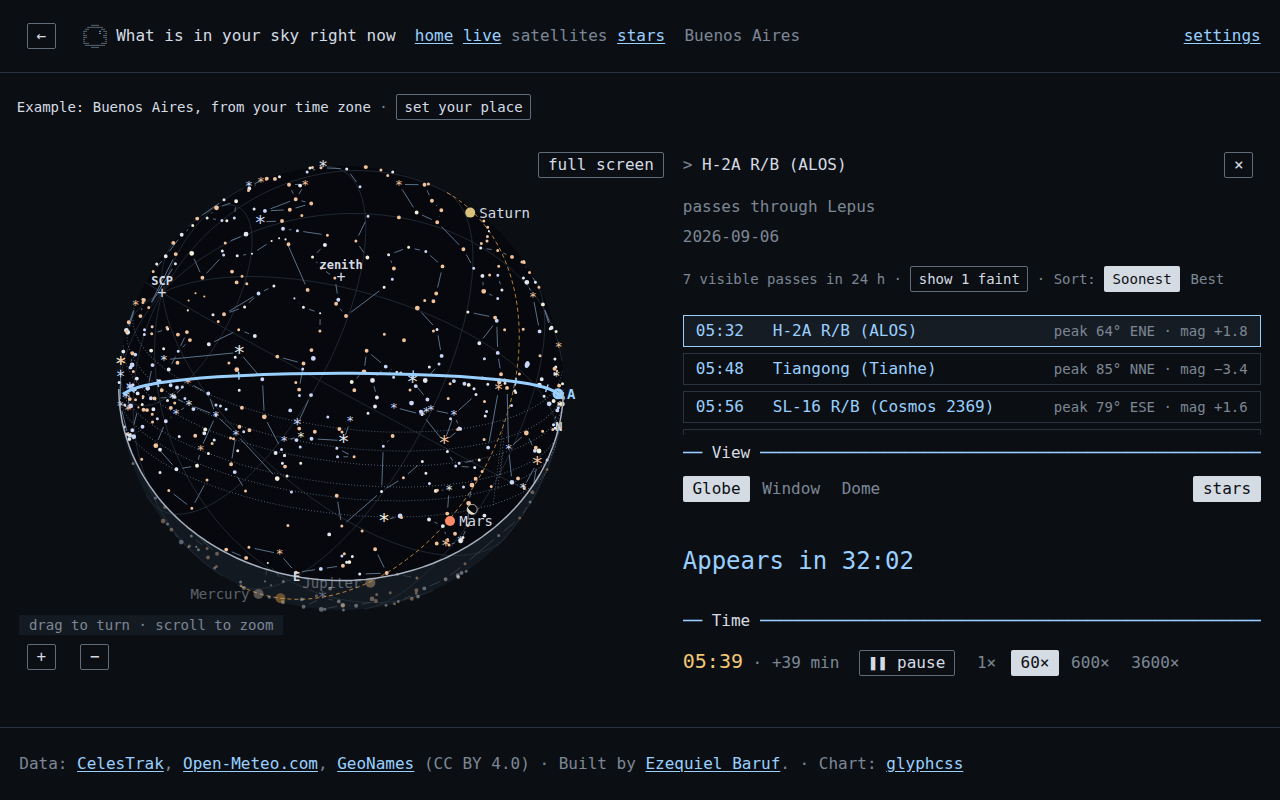 ← What is in your sky right now home live satellites stars Buenos Aires settings
Example: Buenos Aires, from your time zone · set your place
full screen
Saturn
zenith
SCP
A
N
Mars
E
Jupiter
Mercury
drag to turn · scroll to zoom
+ −
> H-2A R/B (ALOS) ×
passes through Lepus
2026-09-06
7 visible passes in 24 h · show 1 faint · Sort: Soonest Best
05:32 H-2A R/B (ALOS) peak 64° ENE · mag +1.8
05:48 Tiangong (Tianhe) peak 85° NNE · mag −3.4
05:56 SL-16 R/B (Cosmos 2369) peak 79° ESE · mag +1.6
View
Globe Window Dome stars
Appears in 32:02
Time
05:39 · +39 min ❚❚ pause 1× 60× 600× 3600×
Data: CelesTrak, Open-Meteo.com, GeoNames (CC BY 4.0) · Built by Ezequiel Baruf. · Chart: glyphcss